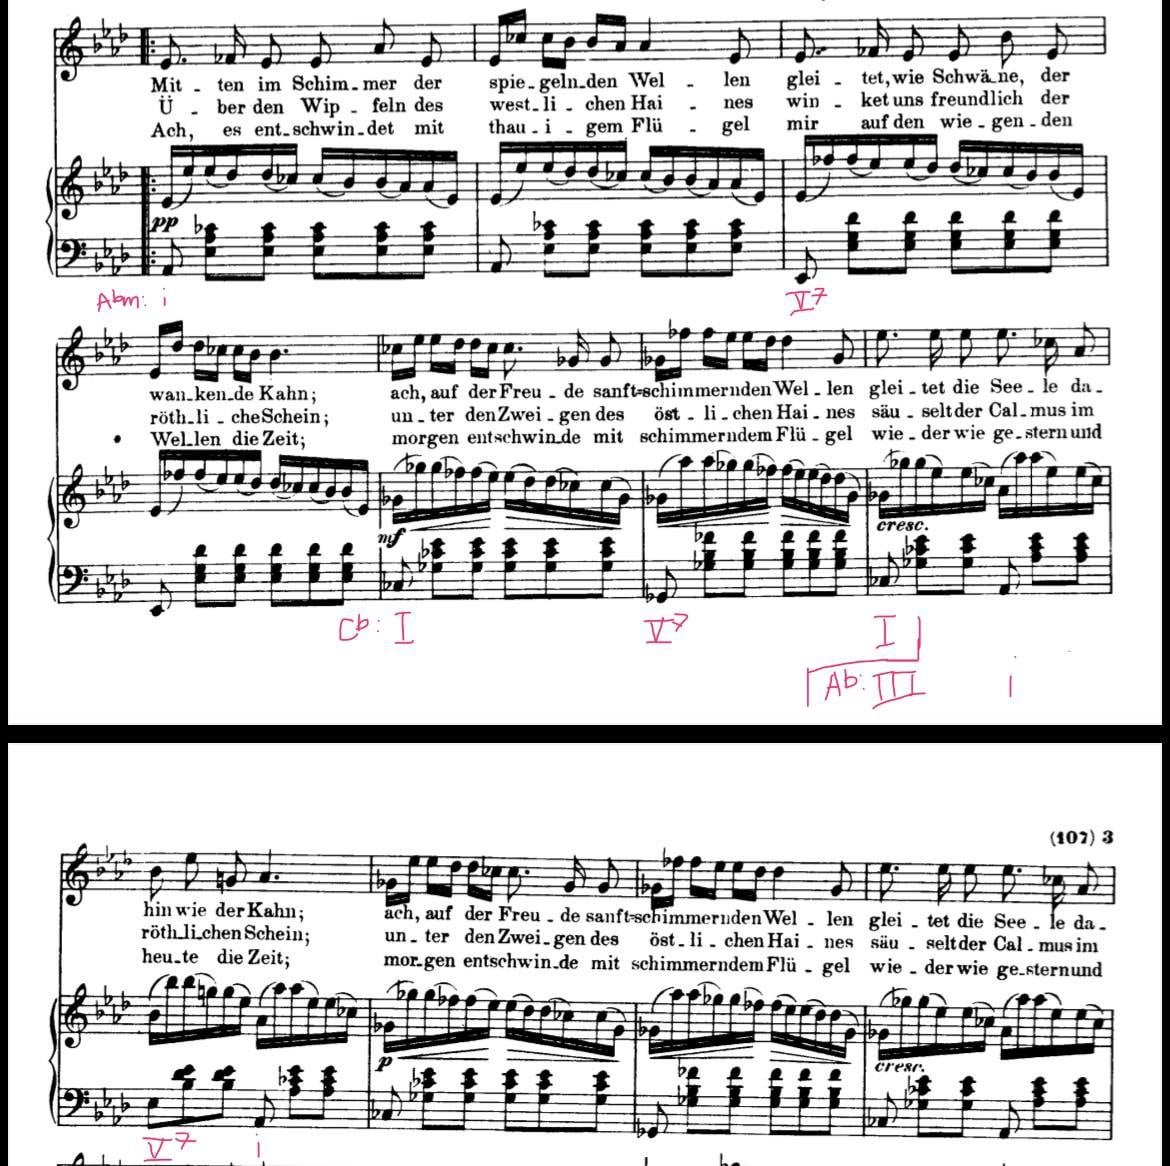 Mit - ten im Schim - mer der spie - geln - den Wel - len glei - tet, wie Schwä - ne, der
Ü - ber den Wip - feln des west - li - chen Hai - nes win - ket uns freundlich der
Ach, es ent - schwin - det mit thau - i - gem Flü - gel mir auf den wie - gen - den
pp
Abm: i V7
wan - ken - de Kahn; ach, auf der Freu - de sanft - schimmernden Wel - len glei - tet die See - le da -
röth - li - che Schein; un - ter den Zwei - gen des öst - li - chen Hai - nes säu - selt der Cal - mus im
Wel - len die Zeit; morgen entschwin - de mit schimmerndem Flü - gel wie - der wie ge - stern und
mf cresc.
Cb: I V7 I
Ab: III i
(107) 3
hin wie der Kahn; ach, auf der Freu - de sanft - schimmernden Wel - len glei - tet die See - le da -
röth - li - chen Schein; un - ter den Zwei - gen des öst - li - chen Hai - nes säu - selt der Cal - mus im
heu - te die Zeit; mor - gen entschwin - de mit schimmerndem Flü - gel wie - der wie ge - stern und
p cresc.
V7 i